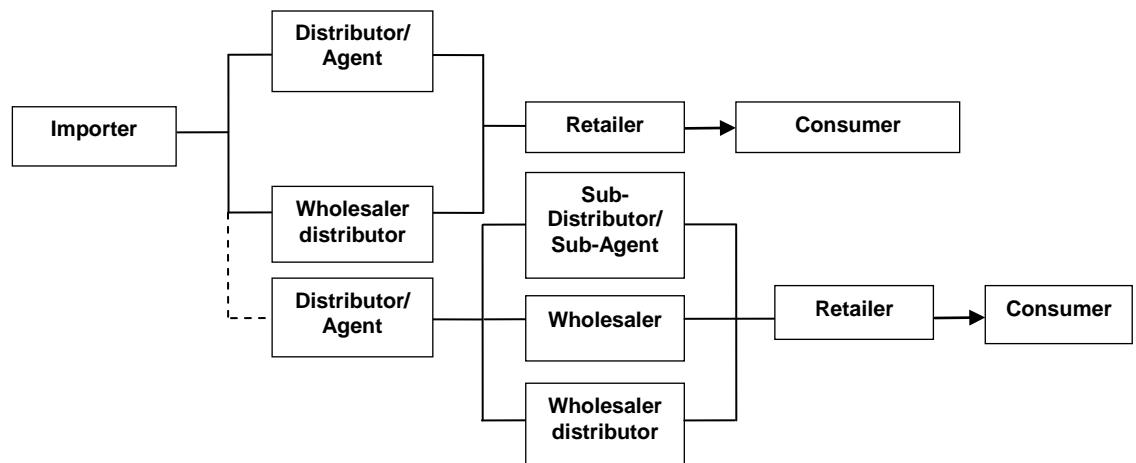 Distributor/
Agent
Importer
Retailer
Consumer
Wholesaler
distributor
Sub-
Distributor/
Sub-Agent
Distributor/
Agent
Wholesaler
Retailer
Consumer
Wholesaler
distributor